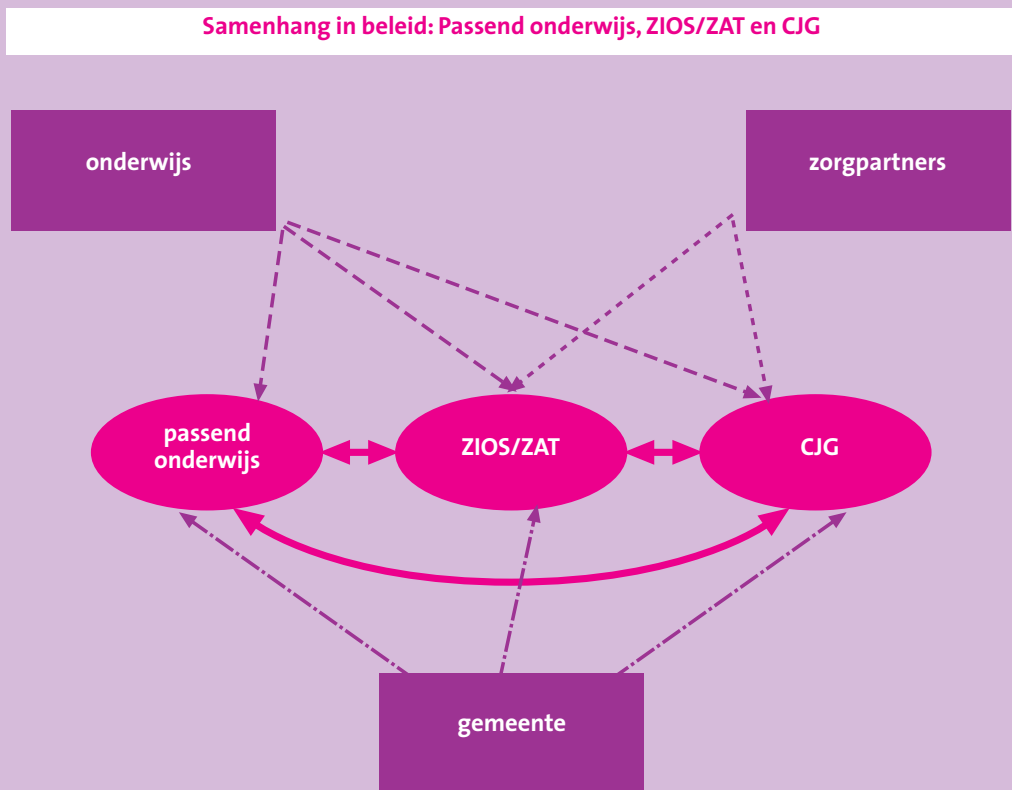 Samenhang in beleid: Passend onderwijs, ZIOS/ZAT en CJG
onderwijs
zorgpartners
passend
onderwijs
ZIOS/ZAT
CJG
gemeente